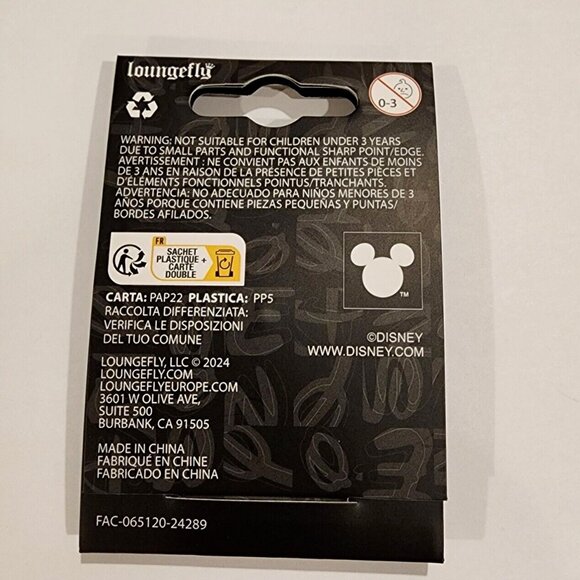 loungefly
0-3
WARNING: NOT SUITABLE FOR CHILDREN UNDER 3 YEARS
DUE TO SMALL PARTS AND FUNCTIONAL SHARP POINT/EDGE.
AVERTISSEMENT : NE CONVIENT PAS AUX ENFANTS DE MOINS
DE 3 ANS EN RAISON DE LA PRESENCE DE PETITES PIÈCES ET
D'ÉLÉMENTS FONCTIONNELS POINTUS/TRANCHANTS.
ADVERTENCIA: NO ADECUADO PARA NIÑOS MENORES DE 3
AÑOS PORQUE CONTIENE PIEZAS PEQUEÑAS Y PUNTAS/
BORDES AFILADOS.
FR
SACHET
PLASTIQUE +
CARTE
DOUBLE
TM
CARTA: PAP22 PLASTICA: PP5
RACCOLTA DIFFERENZIATA:
VERIFICA LE DISPOSIZIONI
DEL TUO COMUNE
©DISNEY
WWW.DISNEY.COM
LOUNGEFLY, LLC © 2024
LOUNGEFLY.COM
LOUNGEFLYEUROPE.COM
3601 W OLIVE AVE,
SUITE 500
BURBANK, CA 91505
MADE IN CHINA
FABRIQUÉ EN CHINE
FABRICADO EN CHINA
FAC-065120-24289